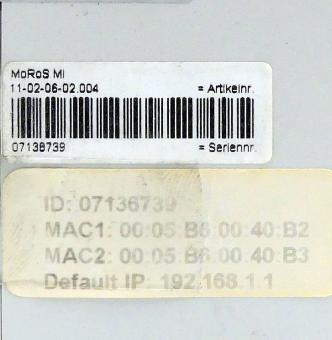 MoRoS MI
11-02-06-02.004 = Artikelnr.
07136739 = Seriennr.
ID: 07136739
MAC1: 00:05:B6:00:40:B2
MAC2: 00:05:B6:00:40:B3
Default IP: 192.168.1.1